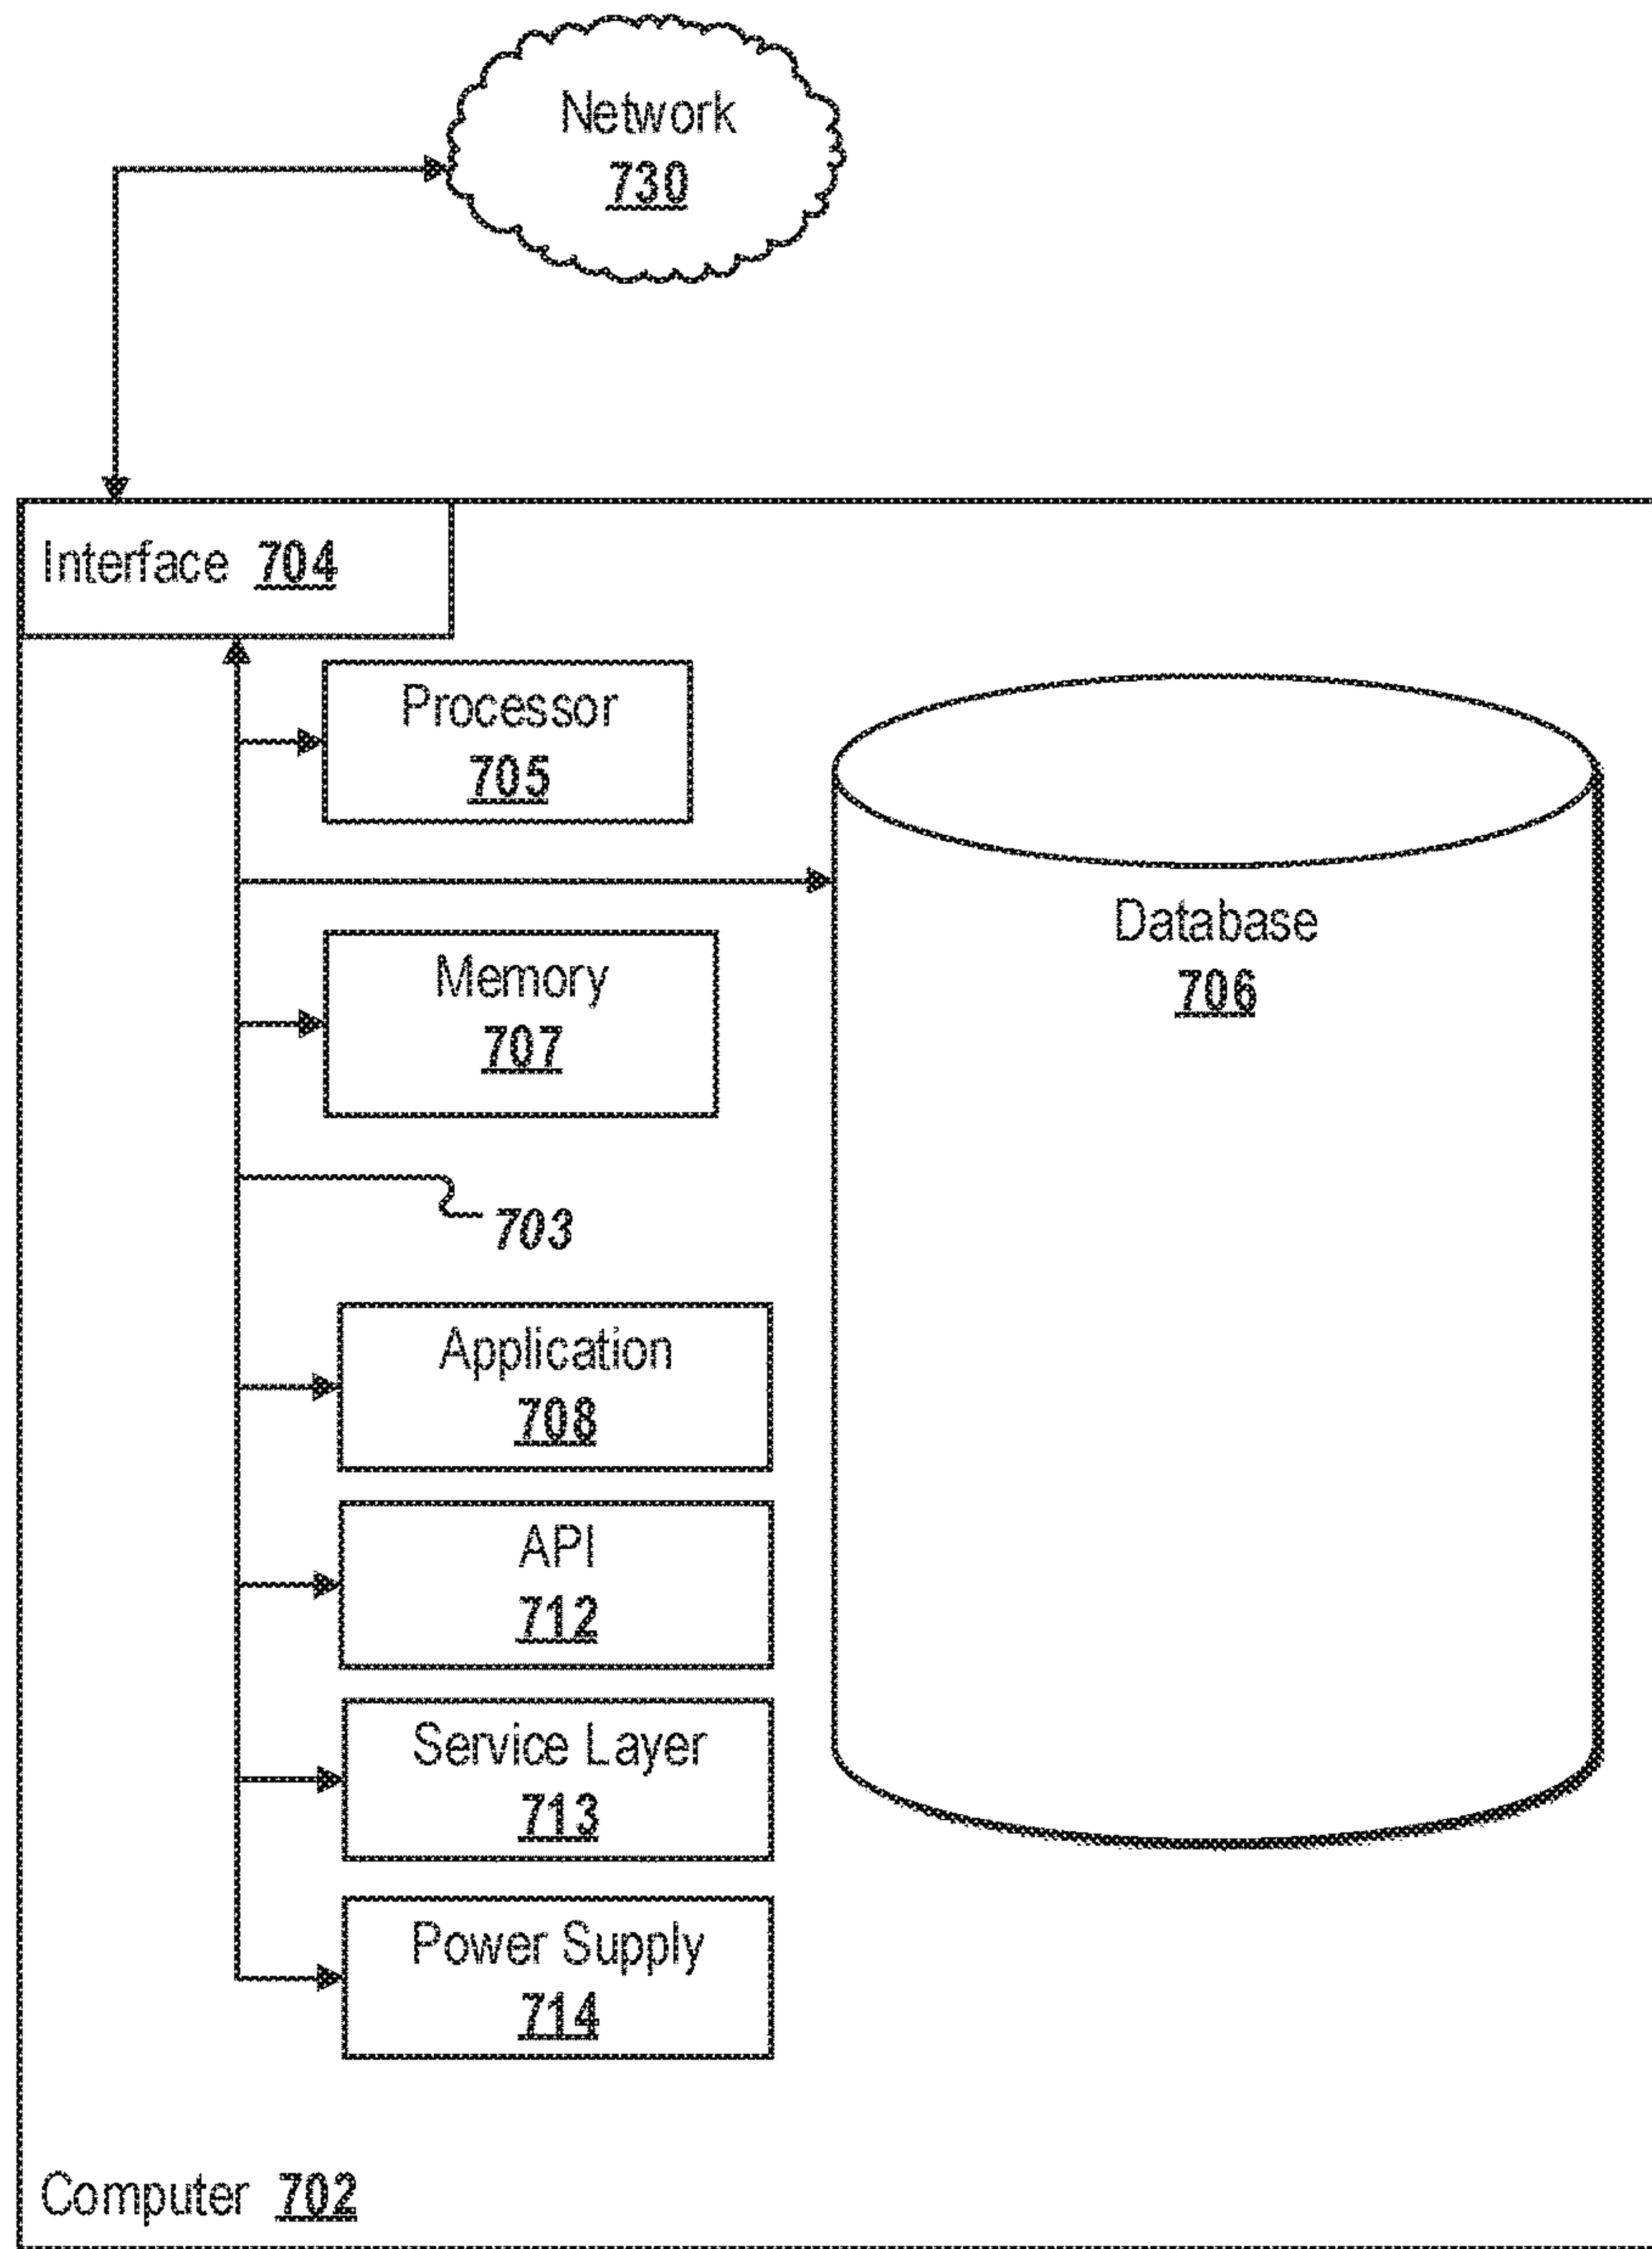 Network
730
Interface 704
Processor
705
Database
706
Memory
707
703
Application
708
API
712
Service Layer
713
Power Supply
714
Computer 702